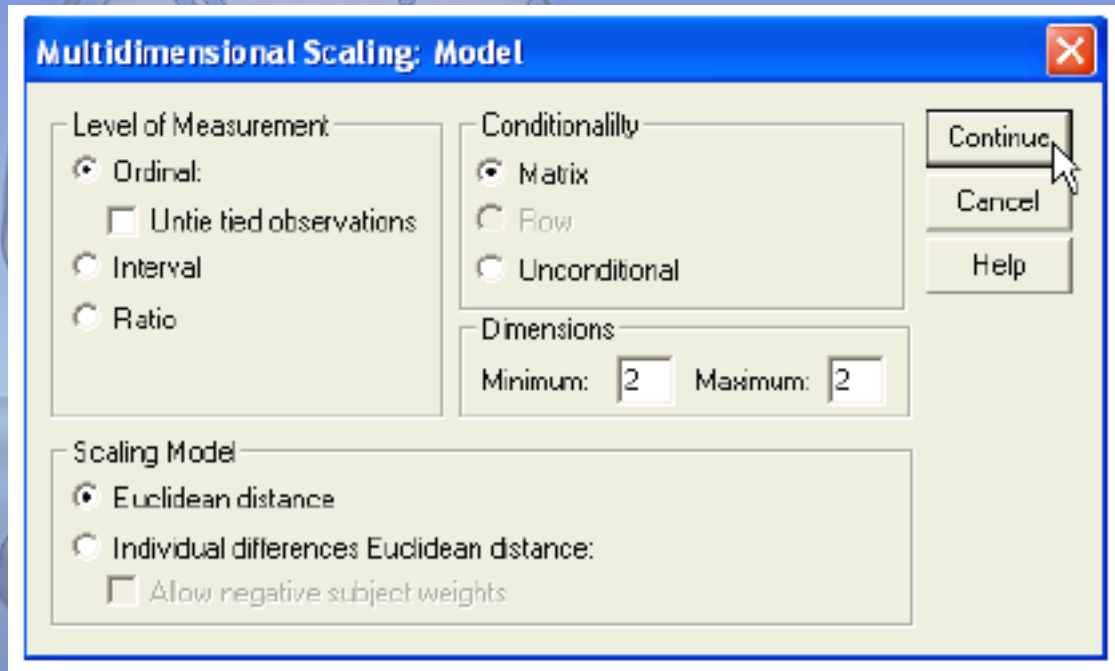 Multidimensional Scaling: Model
Level of Measurement
Ordinal:
Untie tied observations
Interval
Ratio
Conditionalilty
Matrix
Row
Unconditional
Dimensions
Minimum: 2 Maximum: 2
Scaling Model
Euclidean distance
Individual differences Euclidean distance:
Allow negative subject weights
Continue
Cancel
Help